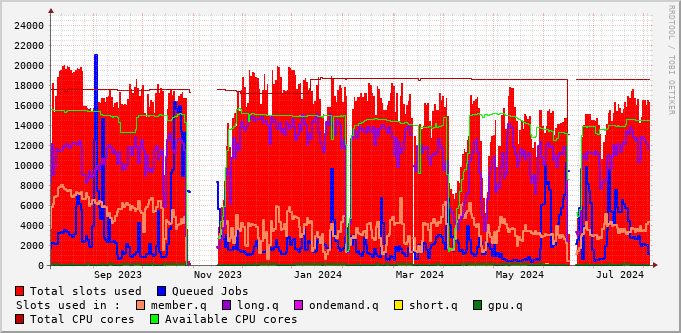 RRDTOOL / TOBI OETIKER
24000
22000
20000
18000
16000
14000
12000
10000
8000
6000
4000
2000
0
Sep 2023 Nov 2023 Jan 2024 Mar 2024 May 2024 Jul 2024
Total slots used Queued Jobs
Slots used in : member.q long.q ondemand.q short.q gpu.q
Total CPU cores Available CPU cores